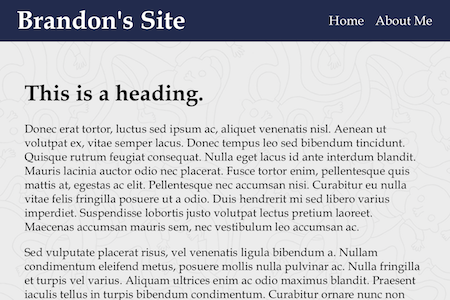 Brandon's Site
Home About Me
This is a heading.
Donec erat tortor, luctus sed ipsum ac, aliquet venenatis nisl. Aenean ut
volutpat ex, vitae semper lacus. Donec tempus leo sed bibendum tincidunt.
Quisque rutrum feugiat consequat. Nulla eget lacus id ante interdum blandit.
Mauris lacinia auctor odio nec placerat. Fusce tortor enim, pellentesque quis
mattis at, egestas ac elit. Pellentesque nec accumsan nisi. Curabitur eu nulla
vitae felis fringilla posuere ut a odio. Duis hendrerit mi sed libero varius
imperdiet. Suspendisse lobortis justo volutpat lectus pretium laoreet.
Maecenas accumsan mauris sem, nec vestibulum leo accumsan ac.
Sed vulputate placerat risus, vel venenatis ligula bibendum a. Nullam
condimentum eleifend metus, posuere mollis nulla pulvinar ac. Nulla fringilla
et turpis vel varius. Aliquam ultrices enim ac odio maximus blandit. Praesent
iaculis tellus in turpis bibendum condimentum. Curabitur ornare nunc non